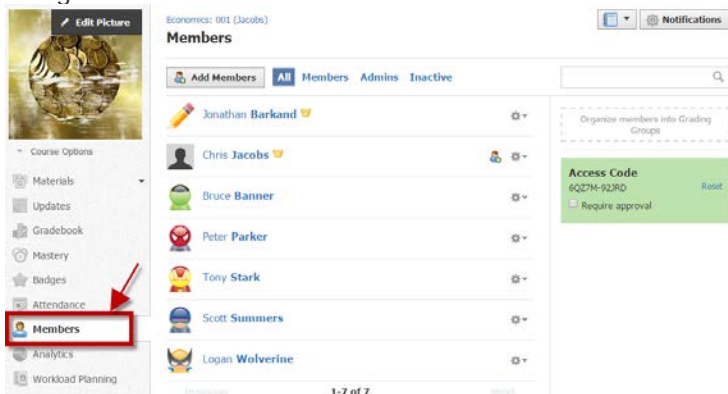 Edit Picture
Course Options
Materials
Updates
Gradebook
Mastery
Badges
Attendance
Members
Analytics
Workload Planning
Economics: 001 (Jacobs)
Members
Notifications
Add Members All Members Admins Inactive
Jonathan Barkand
Chris Jacobs
Bruce Banner
Peter Parker
Tony Stark
Scott Summers
Logan Wolverine
1-7 of 7
Organize members into Grading
Groups
Access Code
6QZ7M-92JRD Reset
Require approval